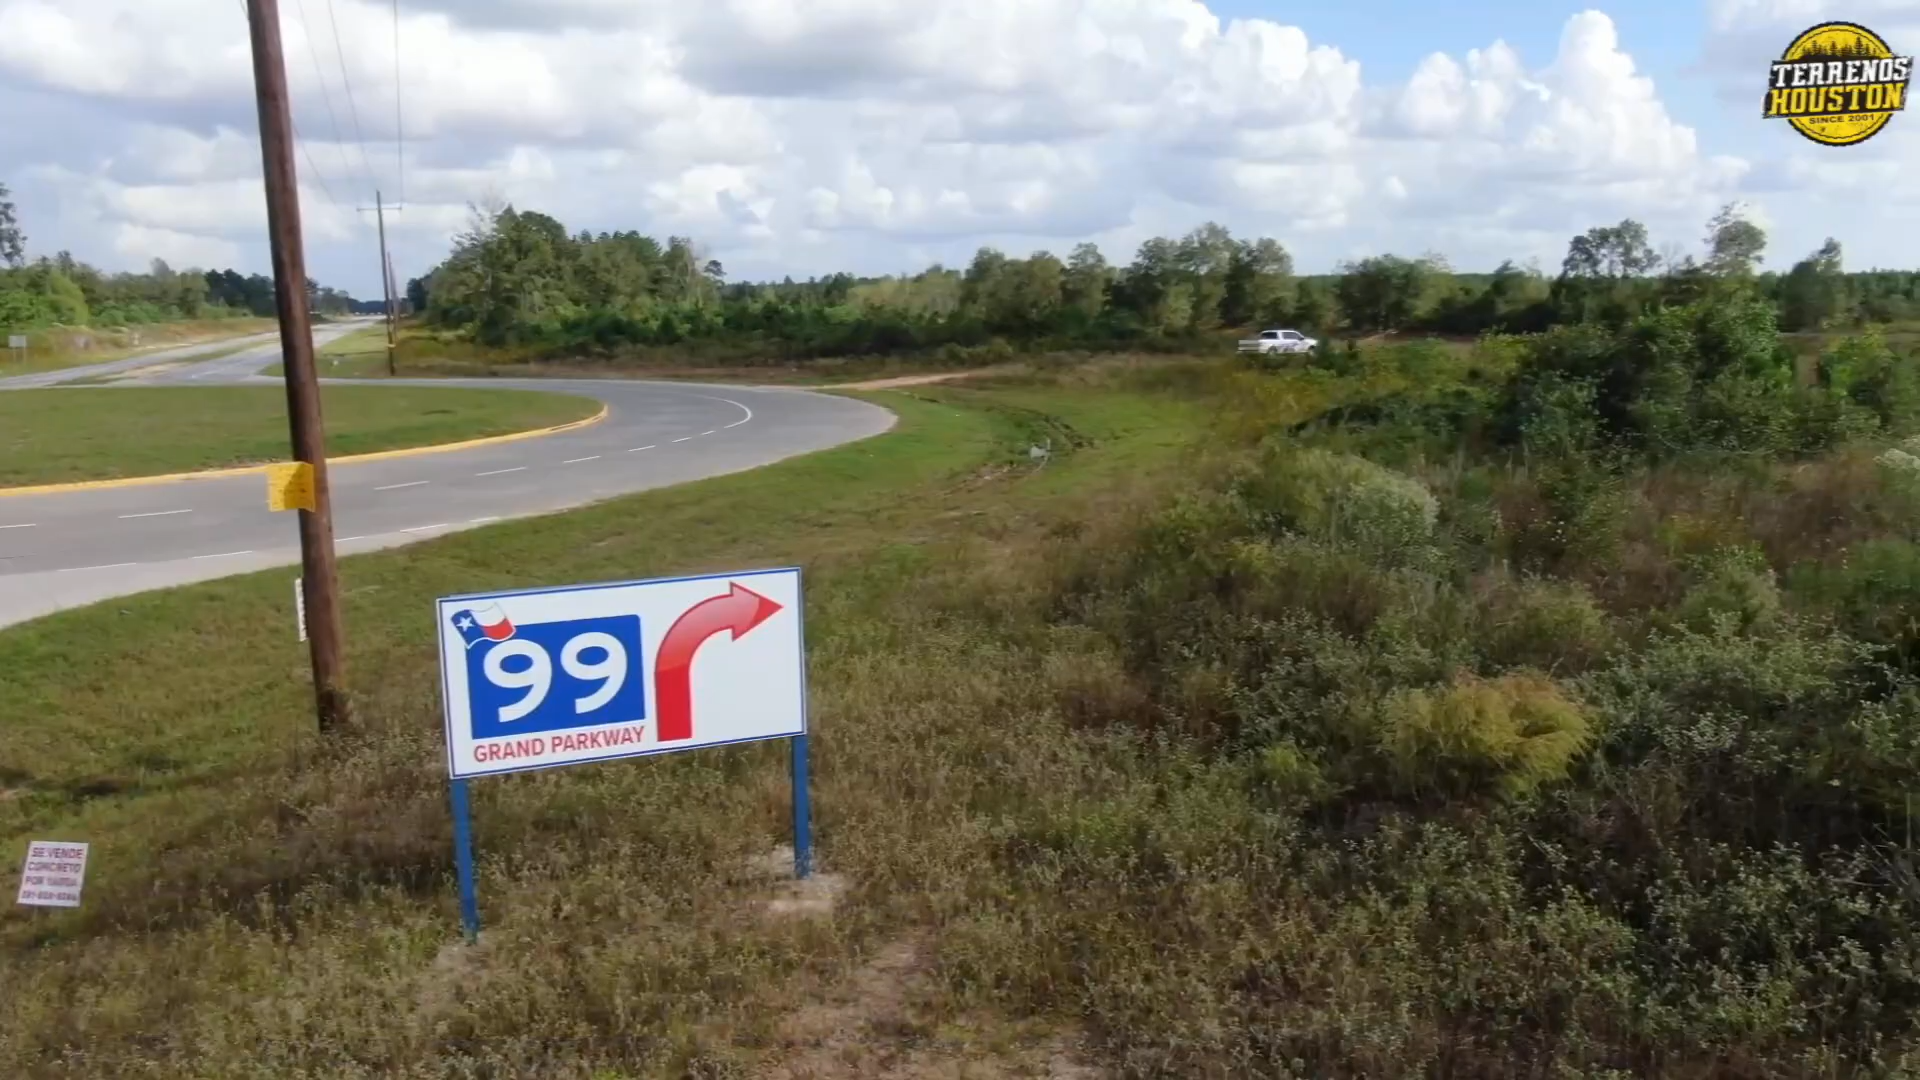 TERRENOS
HOUSTON
SINCE 2001
99
GRAND PARKWAY
SE VENDE
CONCRETO
POR YARDA